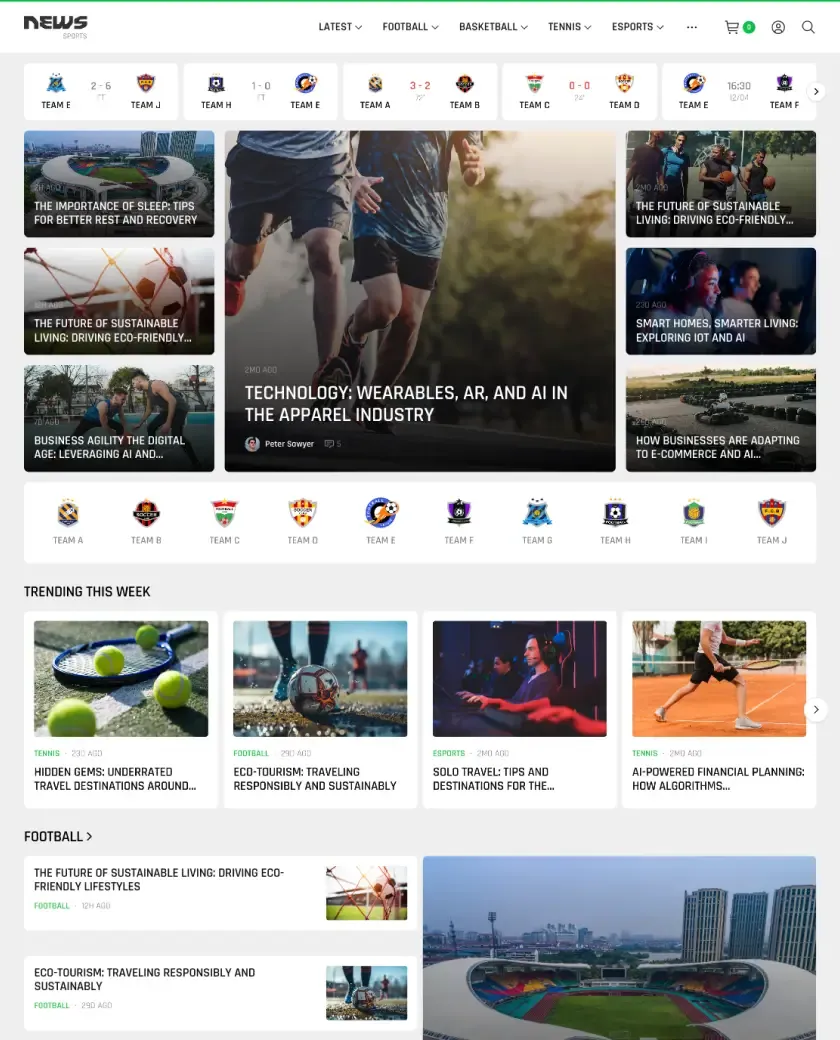 NEWS
SPORTS
LATEST
FOOTBALL
BASKETBALL
TENNIS
ESPORTS
0
TEAM E
2 - 6
FT
TEAM J
TEAM H
1 - 0
FT
TEAM E
TEAM A
3 - 2
TEAM B
TEAM C
0 - 0
TEAM D
TEAM E
16:30
12/04
TEAM F
THE IMPORTANCE OF SLEEP: TIPS
FOR BETTER REST AND RECOVERY
THE FUTURE OF SUSTAINABLE
LIVING: DRIVING ECO-FRIENDLY...
7D AGO
BUSINESS AGILITY THE DIGITAL
AGE: LEVERAGING AI AND...
2MO AGO
TECHNOLOGY: WEARABLES, AR, AND AI IN
THE APPAREL INDUSTRY
Peter Sawyer
5
2MO AGO
THE FUTURE OF SUSTAINABLE
LIVING: DRIVING ECO-FRIENDLY...
23D AGO
SMART HOMES, SMARTER LIVING:
EXPLORING IOT AND AI
HOW BUSINESSES ARE ADAPTING
TO E-COMMERCE AND AI...
TEAM A
TEAM B
TEAM C
TEAM D
TEAM E
TEAM F
TEAM G
TEAM H
TEAM I
TEAM J
TRENDING THIS WEEK
TENNIS · 23D AGO
HIDDEN GEMS: UNDERRATED
TRAVEL DESTINATIONS AROUND...
FOOTBALL · 29D AGO
ECO-TOURISM: TRAVELING
RESPONSIBLY AND SUSTAINABLY
ESPORTS · 2MO AGO
SOLO TRAVEL: TIPS AND
DESTINATIONS FOR THE...
TENNIS · 2MO AGO
AI-POWERED FINANCIAL PLANNING:
HOW ALGORITHMS...
FOOTBALL
THE FUTURE OF SUSTAINABLE LIVING: DRIVING ECO-
FRIENDLY LIFESTYLES
FOOTBALL · 12H AGO
ECO-TOURISM: TRAVELING RESPONSIBLY AND
SUSTAINABLY
FOOTBALL · 29D AGO